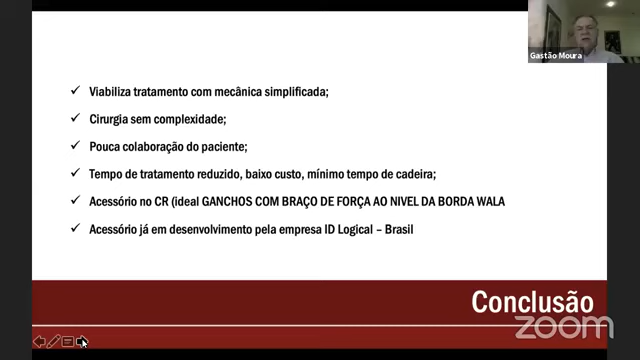 Gastão Moura
Viabiliza tratamento com mecânica simplificada;
Cirurgia sem complexidade;
Pouca colaboração do paciente;
Tempo de tratamento reduzido, baixo custo, mínimo tempo de cadeira;
Acessório no CR (ideal GANCHOS COM BRAÇO DE FORÇA AO NIVEL DA BORDA WALA
Acessório já em desenvolvimento pela empresa ID Logical – Brasil
Conclusão
zoom